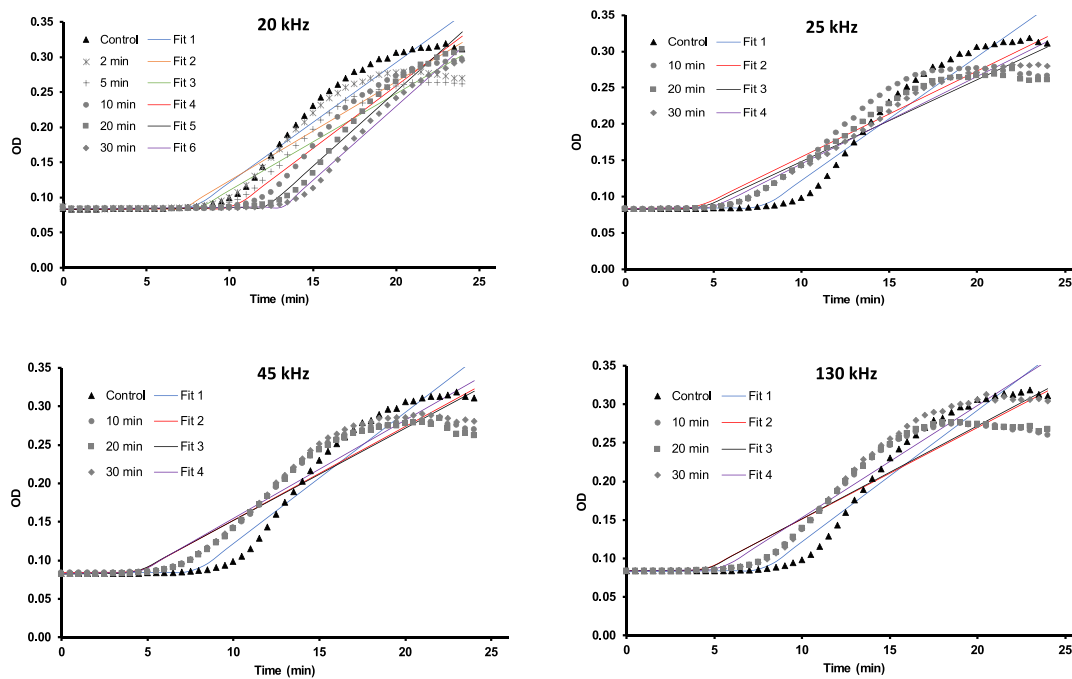 20 kHz
0.35
0.30
0.25
0.20
0.15
0.10
0.05
0.00
OD
Control Fit 1
2 min Fit 2
5 min Fit 3
10 min Fit 4
20 min Fit 5
30 min Fit 6
0 5 10 15 20 25
Time (min)
25 kHz
0.35
0.30
0.25
0.20
0.15
0.10
0.05
0.00
OD
Control Fit 1
10 min Fit 2
20 min Fit 3
30 min Fit 4
0 5 10 15 20 25
Time (min)
45 kHz
0.35
0.30
0.25
0.20
0.15
0.10
0.05
0.00
OD
Control Fit 1
10 min Fit 2
20 min Fit 3
30 min Fit 4
0 5 10 15 20 25
Time (min)
130 kHz
0.35
0.30
0.25
0.20
0.15
0.10
0.05
0.00
OD
Control Fit 1
10 min Fit 2
20 min Fit 3
30 min Fit 4
0 5 10 15 20 25
Time (min)